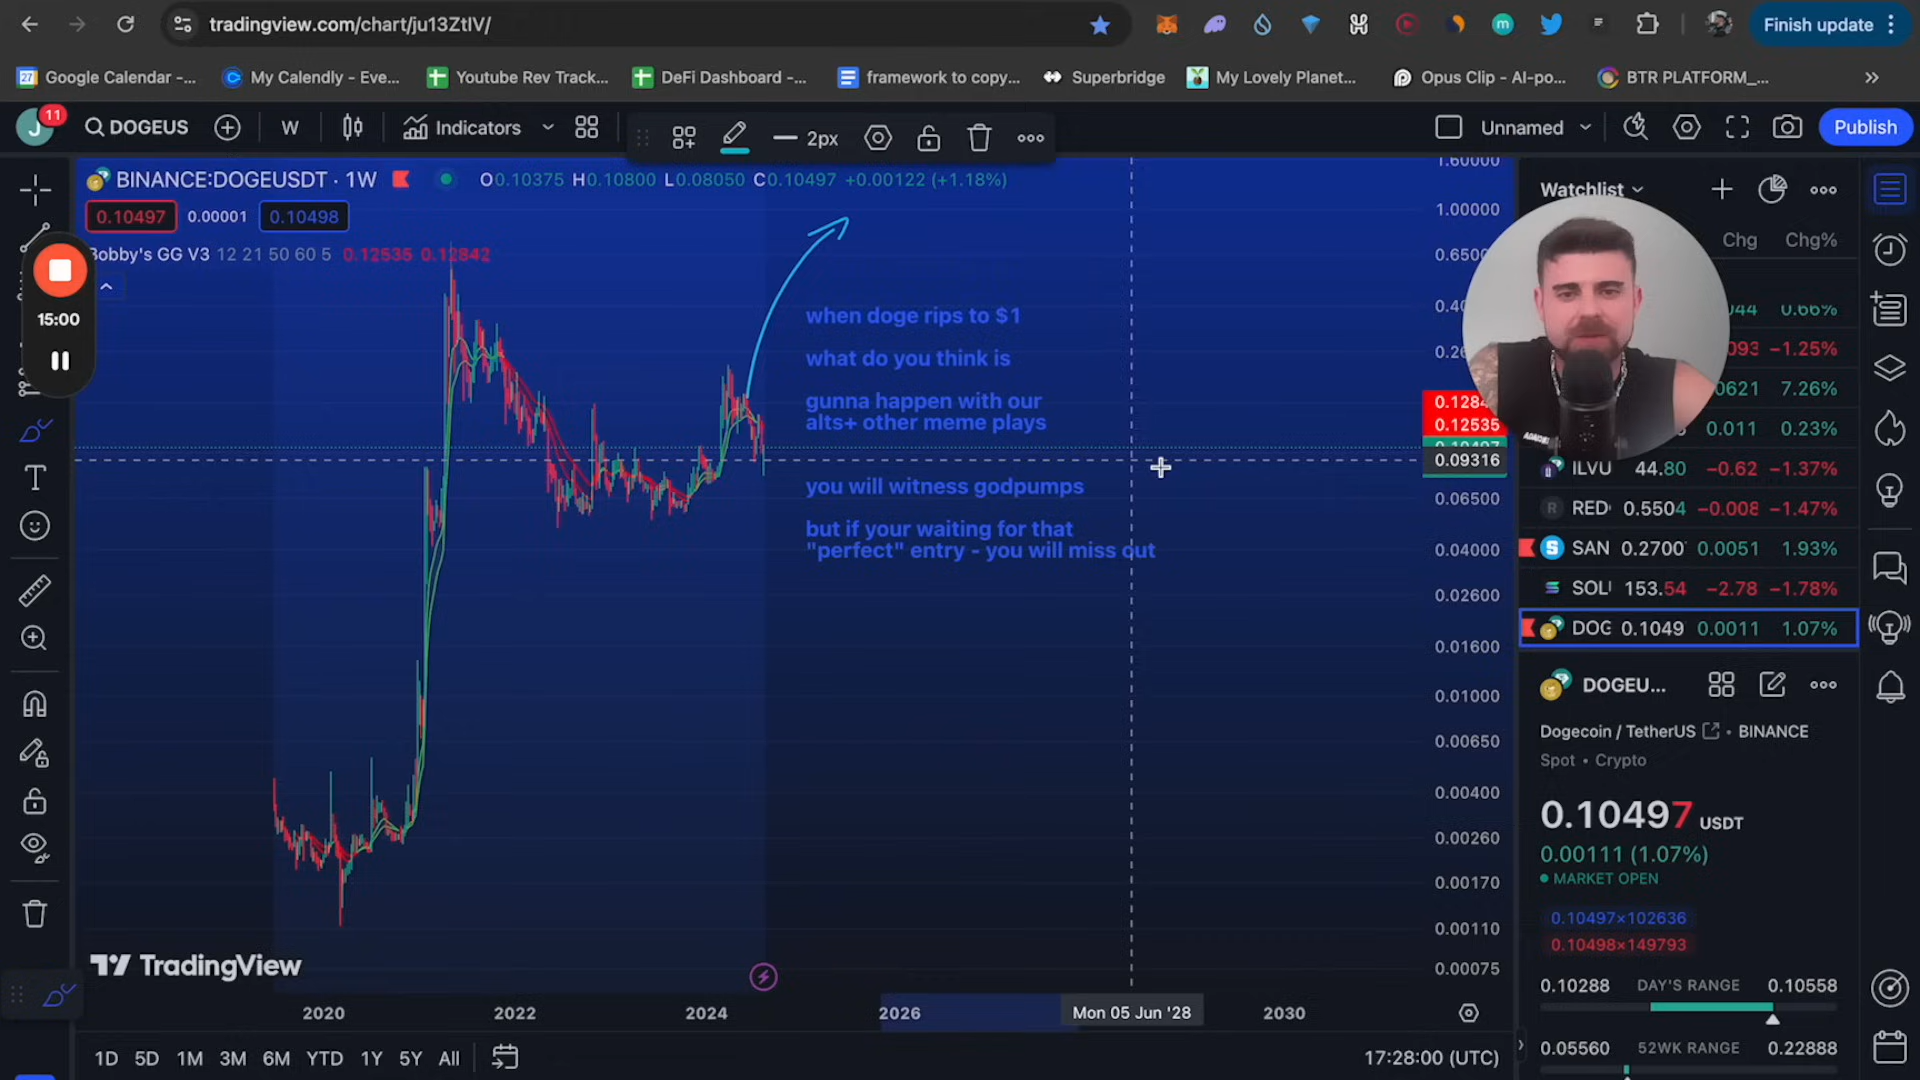 tradingview.com/chart/ju13ZtIV/
Finish update
27
Google Calendar -...
My Calendly - Eve...
Youtube Rev Track...
DeFi Dashboard -...
framework to copy...
Superbridge
My Lovely Planet...
Opus Clip - AI-po...
BTR PLATFORM_...
J
11
DOGEUS
W
Indicators
2px
Unnamed
Publish
BINANCE:DOGEUSDT · 1W
O0.10375 H0.10800 L0.08050 C0.10497 +0.00122 (+1.18%)
0.10497
0.00001
0.10498
Bobby's GG V3 12 21 50 60 5 0.12535 0.12842
15:00
when doge rips to $1
what do you think is
gunna happen with our
alts+ other meme plays
you will witness godpumps
but if your waiting for that
"perfect" entry - you will miss out
1.60000
1.00000
0.12535
0.09316
0.06500
0.04000
0.02600
0.01600
0.01000
0.00650
0.00400
0.00260
0.00170
0.00110
0.00075
TradingView
2020
2022
2024
2026
Mon 05 Jun '28
2030
1D
5D
1M
3M
6M
YTD
1Y
5Y
All
17:28:00 (UTC)
Watchlist
Chg
Chg%
0.66%
−1.25%
0621 7.26%
0.011 0.23%
ILVU 44.80 −0.62 −1.37%
RED 0.5504 −0.008 −1.47%
SAN 0.2700 0.0051 1.93%
SOLU 153.54 −2.78 −1.78%
DOG 0.1049 0.0011 1.07%
DOGEU...
Dogecoin / TetherUS • BINANCE
Spot • Crypto
0.10497 USDT
0.00111 (1.07%)
MARKET OPEN
0.10497×102636
0.10498×149793
0.10288 DAY'S RANGE 0.10558
0.05560 52WK RANGE 0.22888